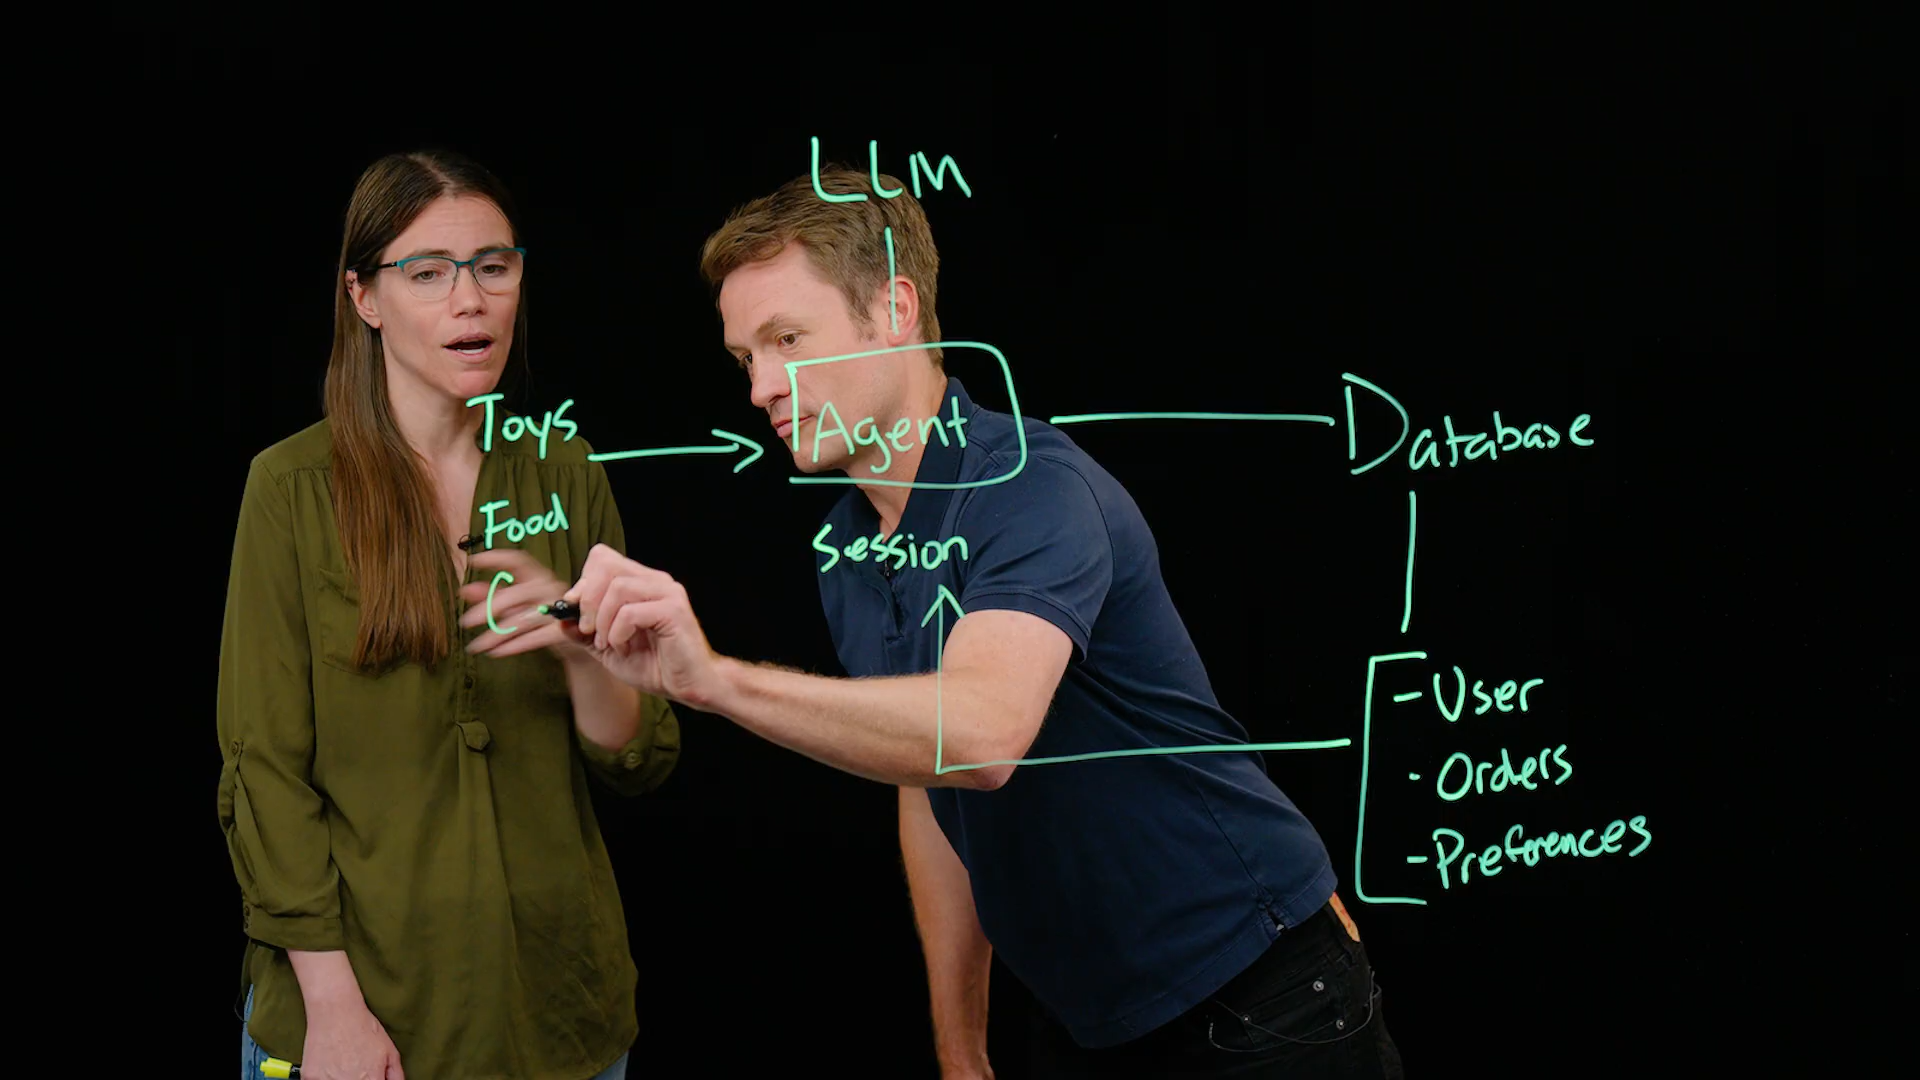 LLM
Toys
Agent
Database
Food
Session
C
- User
· Orders
- Preferences